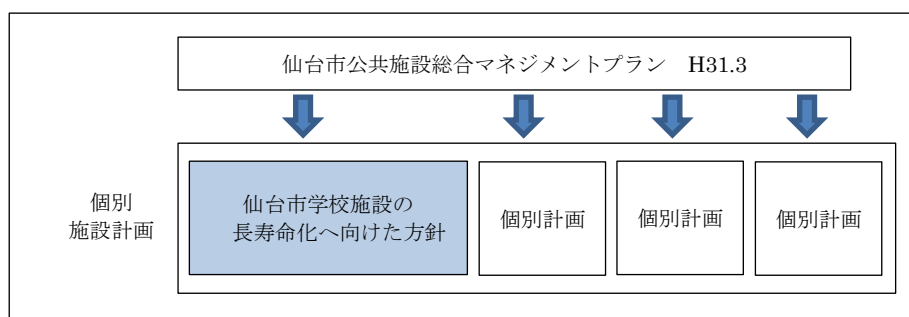 仙台市公共施設総合マネジメントプラン　H31.3
個別
施設計画
仙台市学校施設の
長寿命化へ向けた方針
個別計画
個別計画
個別計画